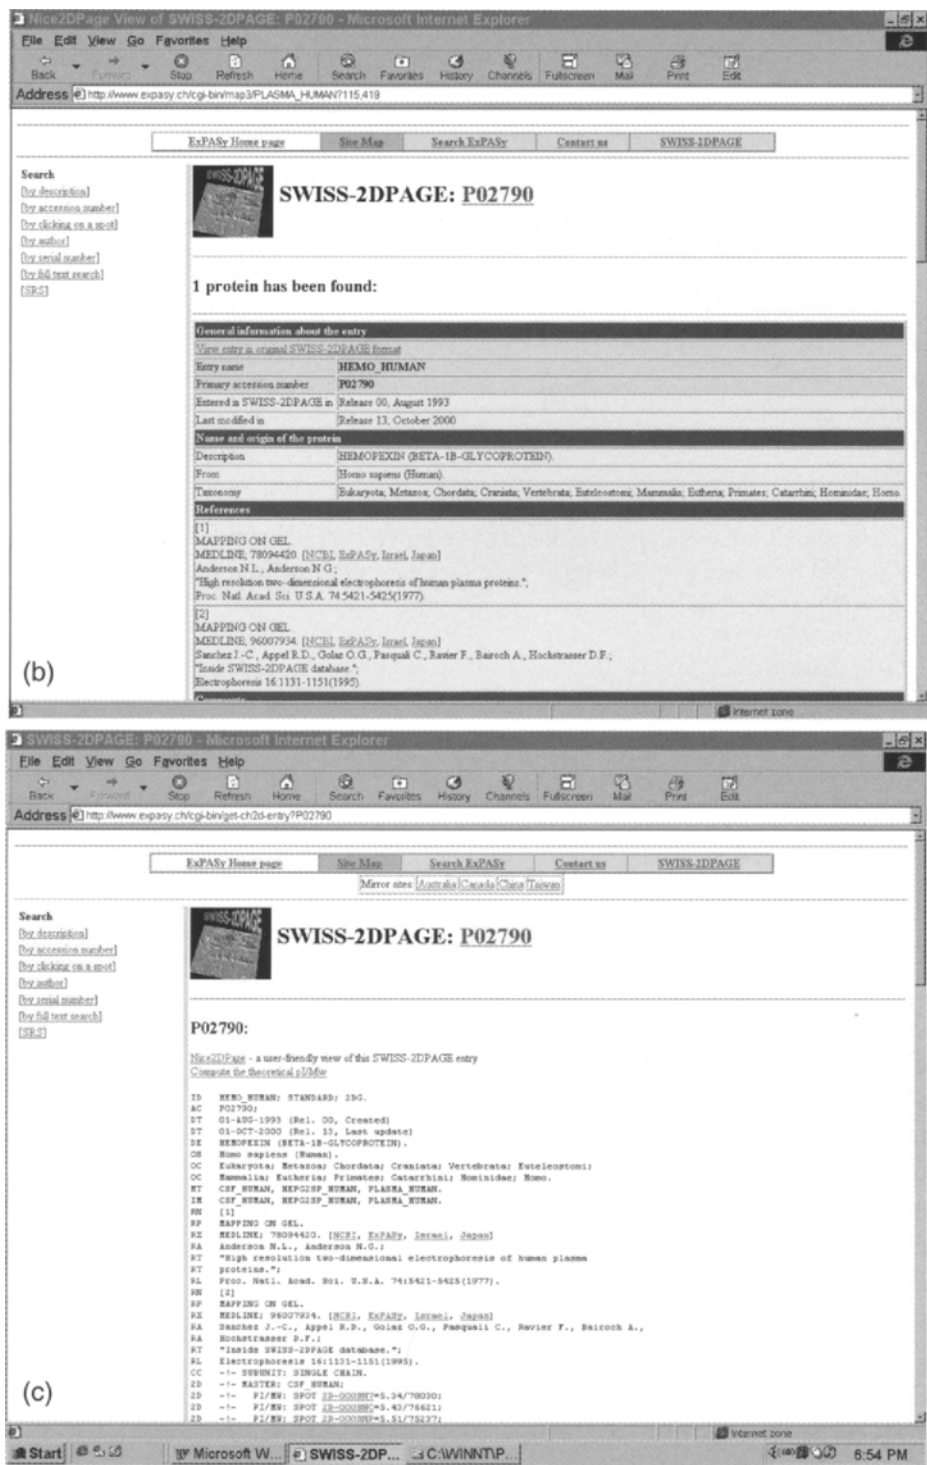 Nice2DPage View of SWISS-2DPAGE: P02790 - Microsoft Internet Explorer
File Edit View Go Favorites Help
Back Forward Stop Refresh Home Search Favorites History Channels Fullscreen Mail Print Edit
Address http://www.expasy.ch/cgi-bin/map3/PLASMA_HUMAN?115,419
ExPASy Home page Site Map Search ExPASy Contact us SWISS-2DPAGE
Search
[by description]
[by accession number]
[by clicking on a spot]
[by author]
[by serial number]
[by full text search]
[SRS]
SWISS-2DPAGE
SWISS-2DPAGE: P02790
1 protein has been found:
General information about the entry
View entry in original SWISS-2DPAGE format
Entry name HEMO_HUMAN
Primary accession number P02790
Entered in SWISS-2DPAGE in Release 00, August 1993
Last modified in Release 13, October 2000
Name and origin of the protein
Description HEMOPEXIN (BETA-1B-GLYCOPROTEIN).
From Homo sapiens (Human).
Taxonomy Eukaryota; Metazoa; Chordata; Craniata; Vertebrata; Euteleostomi; Mammalia; Eutheria; Primates; Catarrhini; Hominidae; Homo.
References
[1]
MAPPING ON GEL.
MEDLINE; 78094420. [NCBI, ExPASy, Israel, Japan]
Anderson N.L., Anderson N.G.;
"High resolution two-dimensional electrophoresis of human plasma proteins.";
Proc. Natl. Acad. Sci. U.S.A. 74:5421-5425(1977).
[2]
MAPPING ON GEL.
MEDLINE; 96007934. [NCBI, ExPASy, Israel, Japan]
Sanchez J.-C., Appel R.D., Golaz O.G., Pasquali C., Ravier F., Bairoch A., Hochstrasser D.F.;
"Inside SWISS-2DPAGE database.";
Electrophoresis 16:1131-1151(1995).
Comments
(b)
Internet zone
SWISS-2DPAGE: P02790 - Microsoft Internet Explorer
File Edit View Go Favorites Help
Back Forward Stop Refresh Home Search Favorites History Channels Fullscreen Mail Print Edit
Address http://www.expasy.ch/cgi-bin/get-ch2d-entry?P02790
ExPASy Home page Site Map Search ExPASy Contact us SWISS-2DPAGE
Mirror sites: Australia Canada China Taiwan
Search
[by description]
[by accession number]
[by clicking on a spot]
[by author]
[by serial number]
[by full text search]
[SRS]
SWISS-2DPAGE
SWISS-2DPAGE: P02790
P02790:
Nice2DPage - a user-friendly view of this SWISS-2DPAGE entry
Compute the theoretical pI/Mw
ID HEMO_HUMAN; STANDARD; 2DG.
AC P02790;
DT 01-AUG-1993 (Rel. 00, Created)
DT 01-OCT-2000 (Rel. 13, Last update)
DE HEMOPEXIN (BETA-1B-GLYCOPROTEIN).
OS Homo sapiens (Human).
OC Eukaryota; Metazoa; Chordata; Craniata; Vertebrata; Euteleostomi;
OC Mammalia; Eutheria; Primates; Catarrhini; Hominidae; Homo.
MT CSF_HUMAN, HEPG2SP_HUMAN, PLASMA_HUMAN.
IM CSF_HUMAN, HEPG2SP_HUMAN, PLASMA_HUMAN.
RN [1]
RP MAPPING ON GEL.
RX MEDLINE; 78094420. [NCBI, ExPASy, Israel, Japan]
RA Anderson N.L., Anderson N.G.;
RT "High resolution two-dimensional electrophoresis of human plasma
RT proteins.";
RL Proc. Natl. Acad. Sci. U.S.A. 74:5421-5425(1977).
RN [2]
RP MAPPING ON GEL.
RX MEDLINE; 96007934. [NCBI, ExPASy, Israel, Japan]
RA Sanchez J.-C., Appel R.D., Golaz O.G., Pasquali C., Ravier F., Bairoch A.,
RA Hochstrasser D.F.;
RT "Inside SWISS-2DPAGE database.";
RL Electrophoresis 16:1131-1151(1995).
CC -!- SUBUNIT: SINGLE CHAIN.
2D -!- MASTER: CSF_HUMAN;
2D -!- PI/MW: SPOT =5.34/78030;
2D -!- PI/MW: SPOT =5.43/76621;
2D -!- PI/MW: SPOT =5.51/75237;
(c)
Internet zone
Start Microsoft W... SWISS-2DP... C:\WINNT\P... 6:54 PM